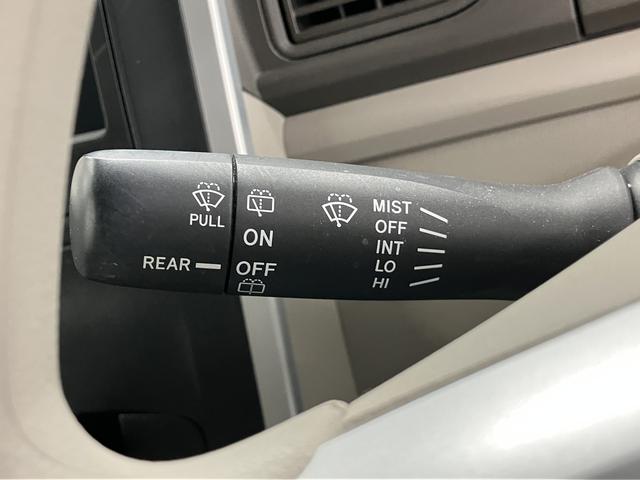 PULL
REAR
ON
OFF
MIST
OFF
INT
LO
HI